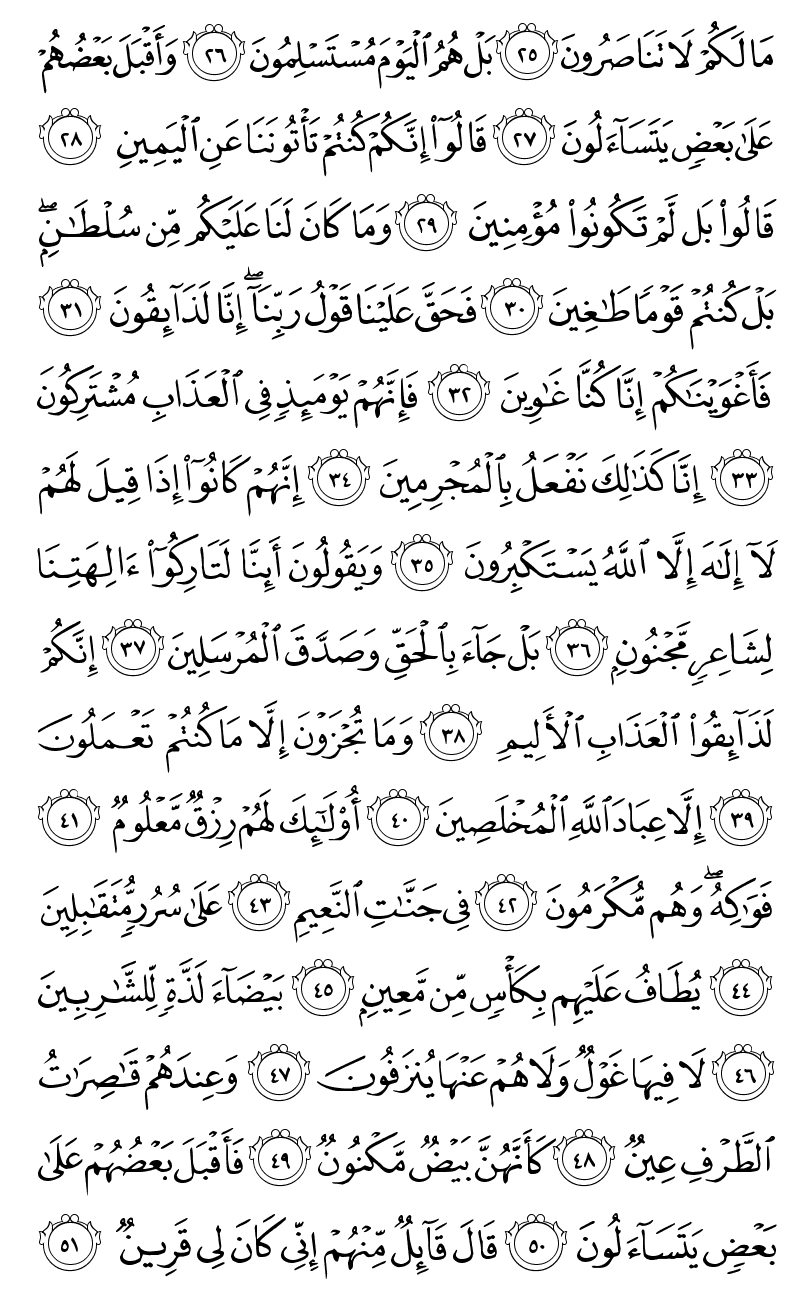 مَا لَكُمْ لَا تَنَاصَرُونَ ٢٥ بَلْ هُمُ ٱلْيَوْمَ مُسْتَسْلِمُونَ ٢٦ وَأَقْبَلَ بَعْضُهُمْ
عَلَىٰ بَعْضٍ يَتَسَآءَلُونَ ٢٧ قَالُوٓا۟ إِنَّكُمْ كُنتُمْ تَأْتُونَنَا عَنِ ٱلْيَمِينِ ٢٨
قَالُوا۟ بَل لَّمْ تَكُونُوا۟ مُؤْمِنِينَ ٢٩ وَمَا كَانَ لَنَا عَلَيْكُم مِّن سُلْطَـٰنٍۭ ۖ
بَلْ كُنتُمْ قَوْمًا طَـٰغِينَ ٣٠ فَحَقَّ عَلَيْنَا قَوْلُ رَبِّنَآ ۖ إِنَّا لَذَآئِقُونَ ٣١
فَأَغْوَيْنَـٰكُمْ إِنَّا كُنَّا غَـٰوِينَ ٣٢ فَإِنَّهُمْ يَوْمَئِذٍ فِى ٱلْعَذَابِ مُشْتَرِكُونَ
٣٣ إِنَّا كَذَٰلِكَ نَفْعَلُ بِٱلْمُجْرِمِينَ ٣٤ إِنَّهُمْ كَانُوٓا۟ إِذَا قِيلَ لَهُمْ
لَآ إِلَـٰهَ إِلَّا ٱللَّهُ يَسْتَكْبِرُونَ ٣٥ وَيَقُولُونَ أَئِنَّا لَتَارِكُوٓا۟ ءَالِهَتِنَا
لِشَاعِرٍ مَّجْنُونٍۭ ٣٦ بَلْ جَآءَ بِٱلْحَقِّ وَصَدَّقَ ٱلْمُرْسَلِينَ ٣٧ إِنَّكُمْ
لَذَآئِقُوا۟ ٱلْعَذَابِ ٱلْأَلِيمِ ٣٨ وَمَا تُجْزَوْنَ إِلَّا مَا كُنتُمْ تَعْمَلُونَ
٣٩ إِلَّا عِبَادَ ٱللَّهِ ٱلْمُخْلَصِينَ ٤٠ أُو۟لَـٰٓئِكَ لَهُمْ رِزْقٌ مَّعْلُومٌ ٤١
فَوَٰكِهُ ۖ وَهُم مُّكْرَمُونَ ٤٢ فِى جَنَّـٰتِ ٱلنَّعِيمِ ٤٣ عَلَىٰ سُرُرٍ مُّتَقَـٰبِلِينَ
٤٤ يُطَافُ عَلَيْهِم بِكَأْسٍ مِّن مَّعِينٍۭ ٤٥ بَيْضَآءَ لَذَّةٍ لِّلشَّـٰرِبِينَ
٤٦ لَا فِيهَا غَوْلٌ وَلَا هُمْ عَنْهَا يُنزَفُونَ ٤٧ وَعِندَهُمْ قَـٰصِرَٰتُ
ٱلطَّرْفِ عِينٌ ٤٨ كَأَنَّهُنَّ بَيْضٌ مَّكْنُونٌ ٤٩ فَأَقْبَلَ بَعْضُهُمْ عَلَىٰ
بَعْضٍ يَتَسَآءَلُونَ ٥٠ قَالَ قَآئِلٌ مِّنْهُمْ إِنِّى كَانَ لِى قَرِينٌ ٥١